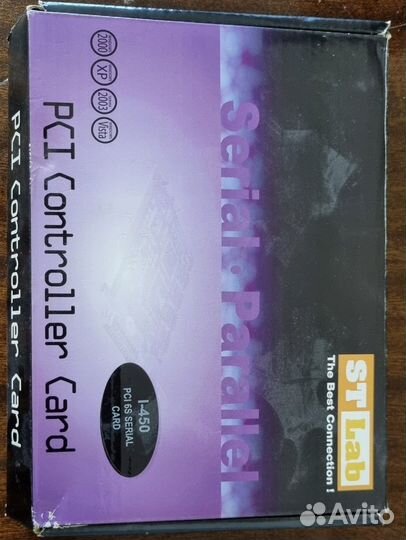 ST Lab
The Best Connection !
Serial · Parallel
2000
XP
2003
Vista
PCI Controller Card
I-450
PCI 6S SERIAL
CARD
PCI Controller Card
Avito